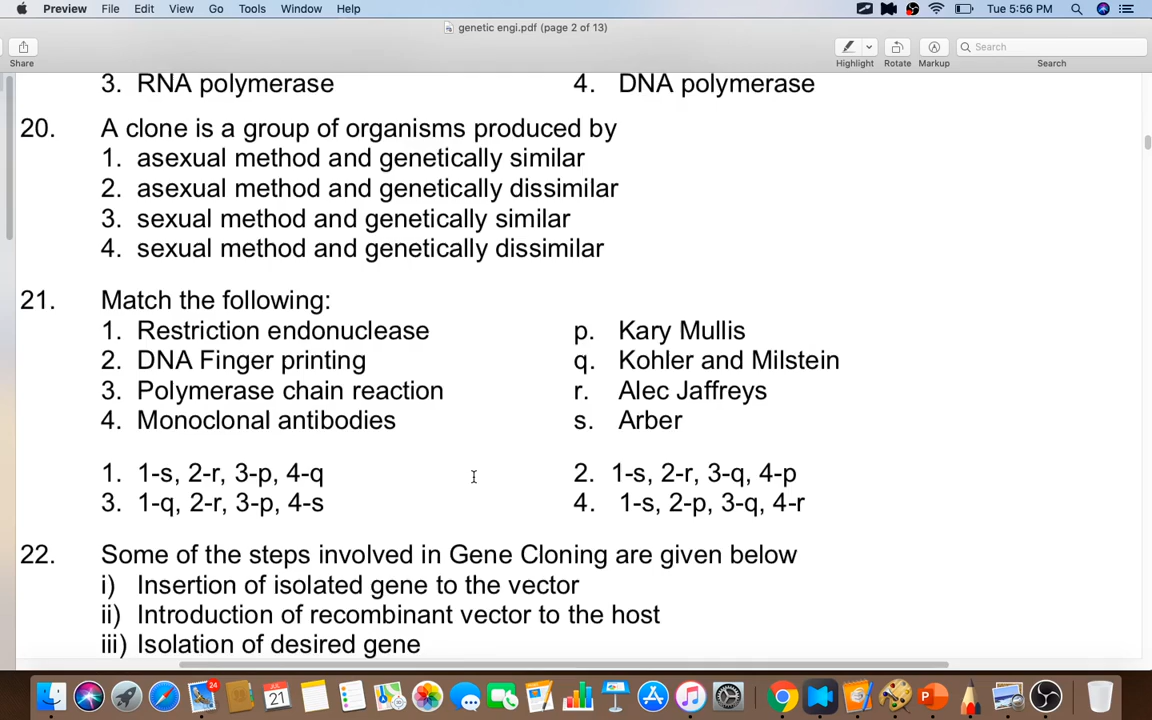 Preview File Edit View Go Tools Window Help Tue 5:56 PM
genetic engi.pdf (page 2 of 13)
Search
Share Highlight Rotate Markup Search
3. RNA polymerase 4. DNA polymerase
20. A clone is a group of organisms produced by
1. asexual method and genetically similar
2. asexual method and genetically dissimilar
3. sexual method and genetically similar
4. sexual method and genetically dissimilar
21. Match the following:
1. Restriction endonuclease p. Kary Mullis
2. DNA Finger printing q. Kohler and Milstein
3. Polymerase chain reaction r. Alec Jaffreys
4. Monoclonal antibodies s. Arber
1. 1-s, 2-r, 3-p, 4-q 2. 1-s, 2-r, 3-q, 4-p
3. 1-q, 2-r, 3-p, 4-s 4. 1-s, 2-p, 3-q, 4-r
22. Some of the steps involved in Gene Cloning are given below
i) Insertion of isolated gene to the vector
ii) Introduction of recombinant vector to the host
iii) Isolation of desired gene
24
21